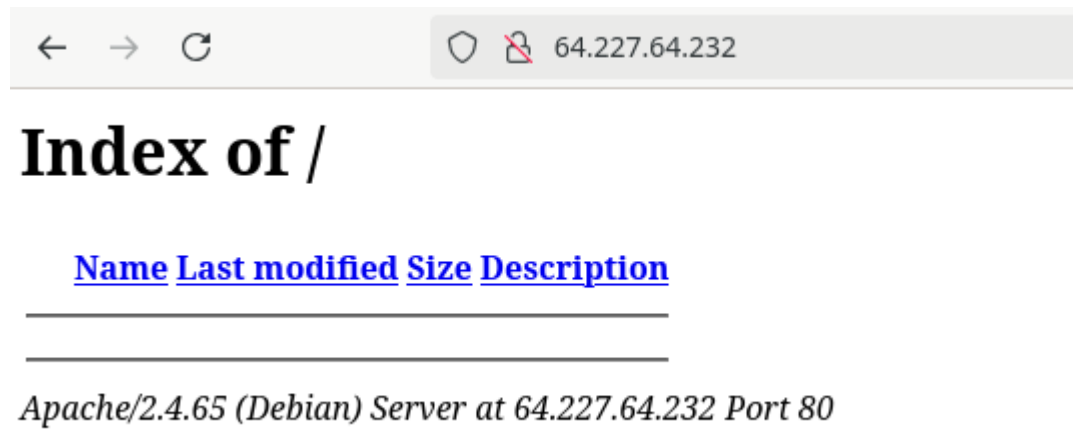 64.227.64.232
Index of /
Name Last modified Size Description
Apache/2.4.65 (Debian) Server at 64.227.64.232 Port 80